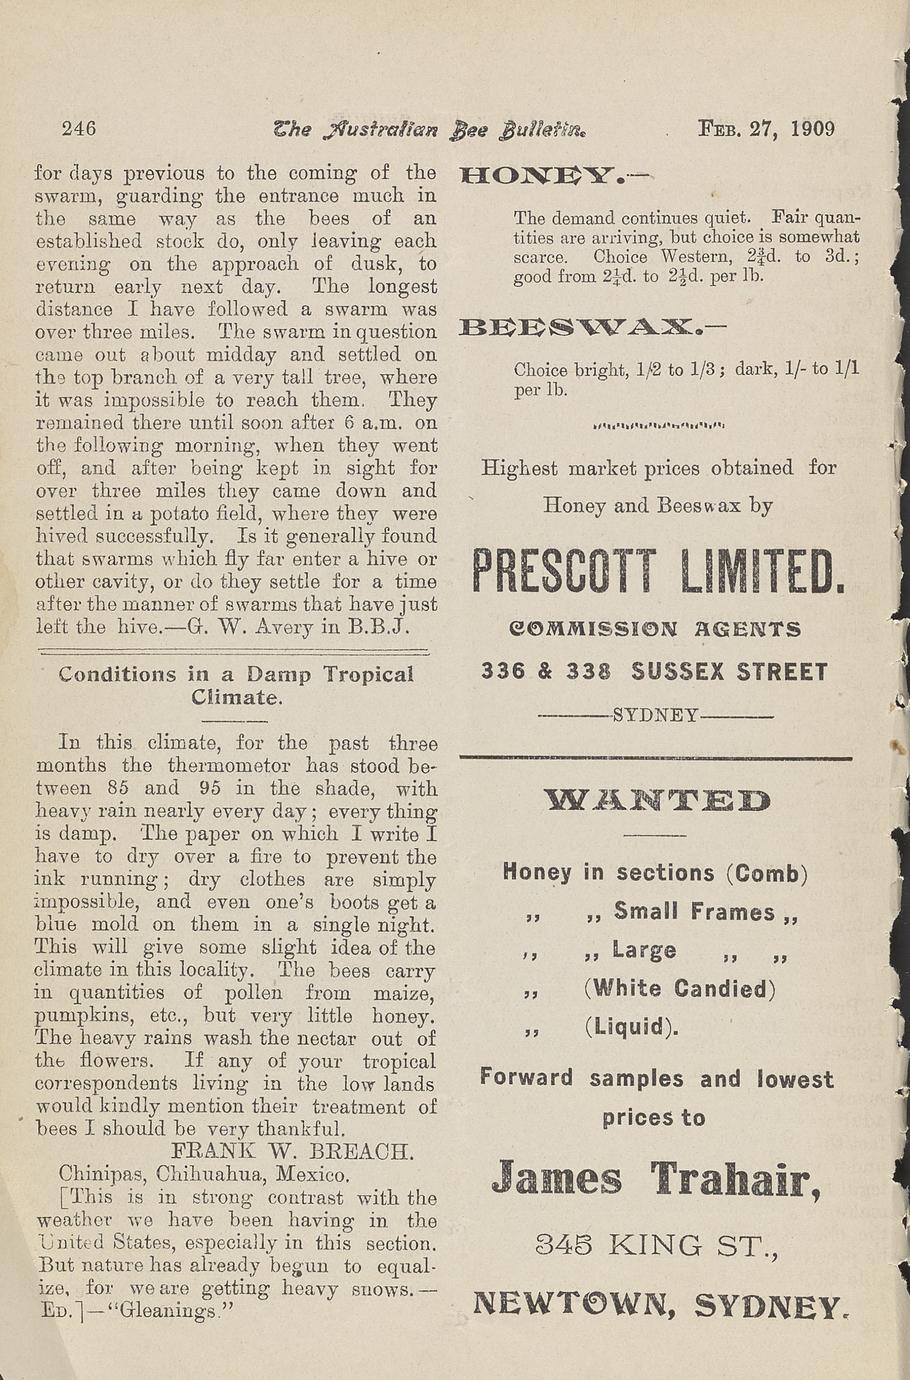 246 The Australian Bee Bulletin. FEB. 27, 1909
for days previous to the coming of the
swarm, guarding the entrance much in
the same way as the bees of an
established stock do, only leaving each
evening on the approach of dusk, to
return early next day. The longest
distance I have followed a swarm was
over three miles. The swarm in question
came out about midday and settled on
the top branch of a very tall tree, where
it was impossible to reach them. They
remained there until soon after 6 a.m. on
the following morning, when they went
off, and after being kept in sight for
over three miles they came down and
settled in a potato field, where they were
hived successfully. Is it generally found
that swarms which fly far enter a hive or
other cavity, or do they settle for a time
after the manner of swarms that have just
left the hive.—G. W. Avery in B.B.J.
Conditions in a Damp Tropical
Climate.
In this climate, for the past three
months the thermometor has stood be-
tween 85 and 95 in the shade, with
heavy rain nearly every day; every thing
is damp. The paper on which I write I
have to dry over a fire to prevent the
ink running; dry clothes are simply
impossible, and even one's boots get a
blue mold on them in a single night.
This will give some slight idea of the
climate in this locality. The bees carry
in quantities of pollen from maize,
pumpkins, etc., but very little honey.
The heavy rains wash the nectar out of
the flowers. If any of your tropical
correspondents living in the low lands
would kindly mention their treatment of
bees I should be very thankful.
FRANK W. BREACH.
Chinipas, Chihuahua, Mexico.
[This is in strong contrast with the
weather we have been having in the
United States, especially in this section.
But nature has already begun to equal-
ize, for we are getting heavy snows.—
ED.]—"Gleanings."
HONEY.—
The demand continues quiet. Fair quan-
tities are arriving, but choice is somewhat
scarce. Choice Western, 2¾d. to 3d.;
good from 2¼d. to 2½d. per lb.
BEESWAX.—
Choice bright, 1/2 to 1/3; dark, 1/- to 1/1
per lb.
Highest market prices obtained for
Honey and Beeswax by
PRESCOTT LIMITED.
COMMISSION AGENTS
336 & 338 SUSSEX STREET
SYDNEY
WANTED
Honey in sections (Comb)
,, ,, Small Frames ,,
,, ,, Large ,, ,,
,, (White Candied)
,, (Liquid).
Forward samples and lowest
prices to
James Trahair,
345 KING ST.,
NEWTOWN, SYDNEY.